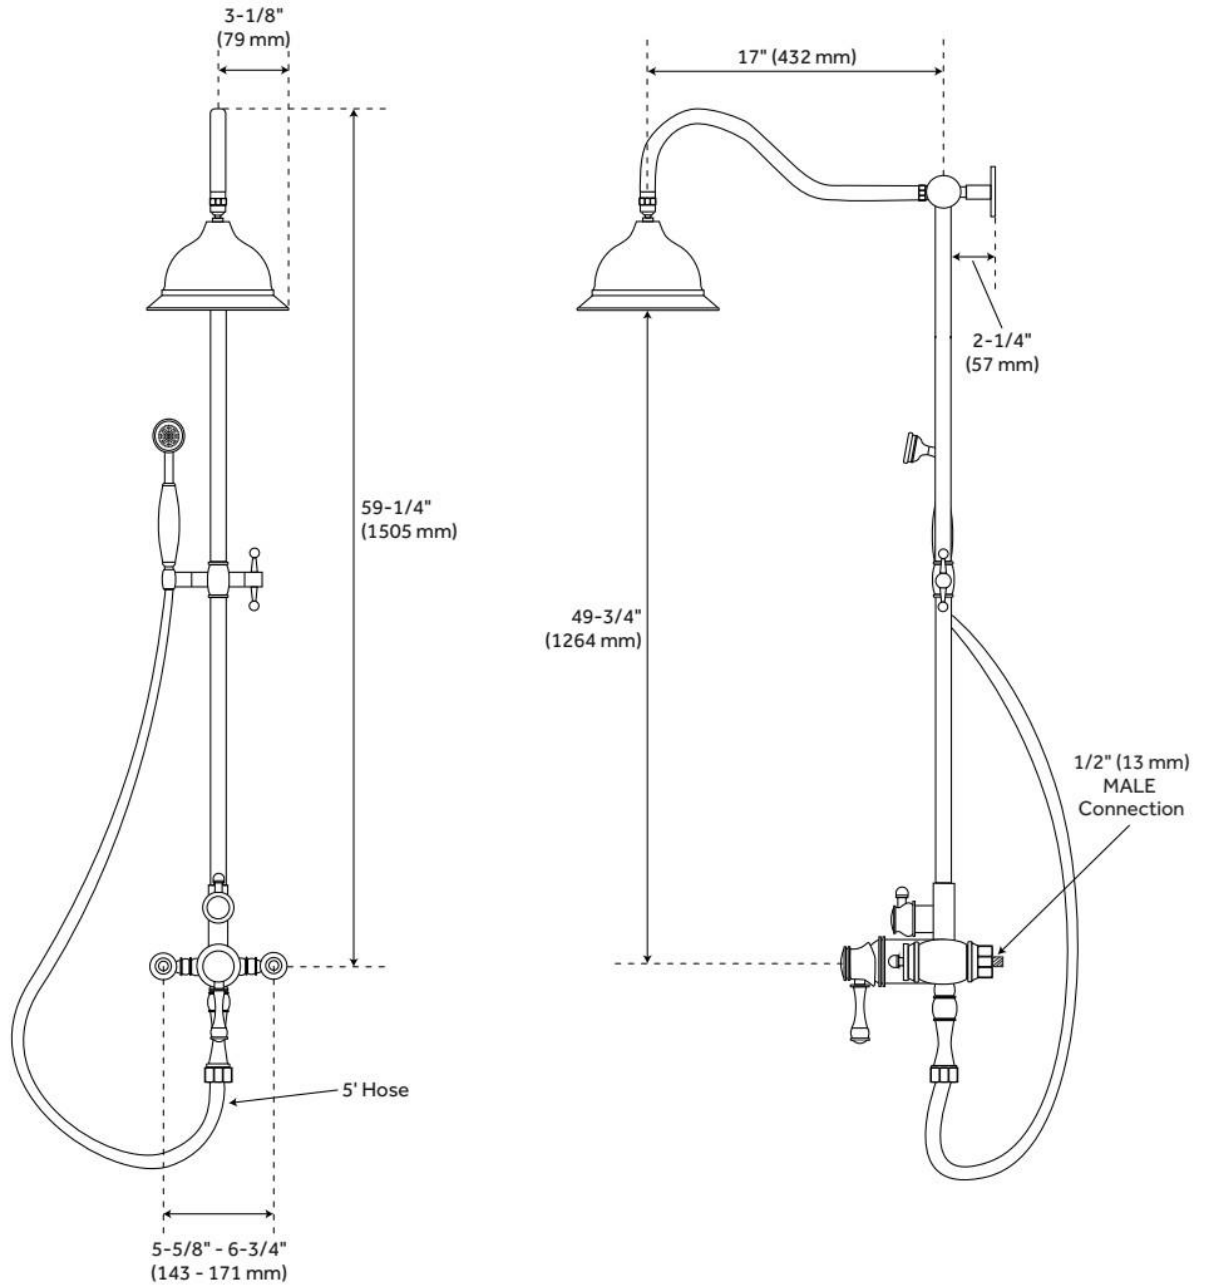 3-1/8"
(79 mm)
17" (432 mm)
2-1/4"
(57 mm)
59-1/4"
(1505 mm)
49-3/4"
(1264 mm)
1/2" (13 mm)
MALE
Connection
5' Hose
5-5/8" - 6-3/4"
(143 - 171 mm)